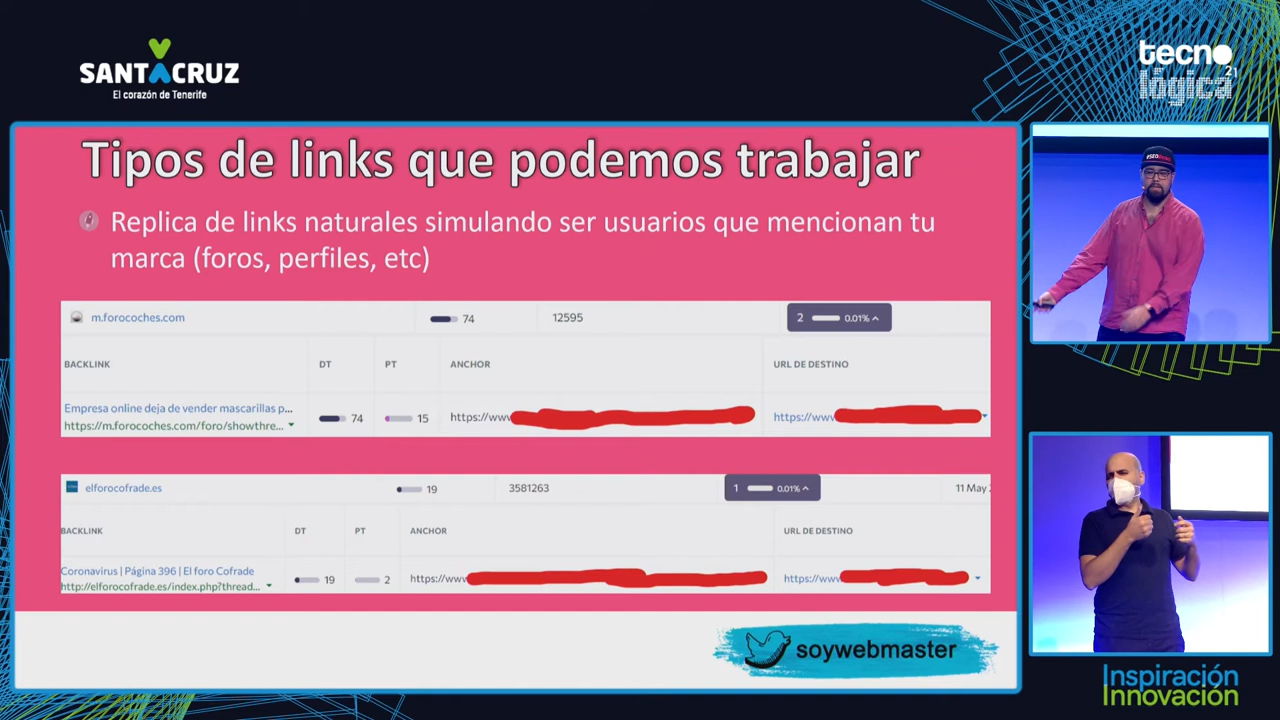 SANTACRUZ
El corazón de Tenerife
tecno
lógica
21
Tipos de links que podemos trabajar
Replica de links naturales simulando ser usuarios que mencionan tu
marca (foros, perfiles, etc)
m.forocoches.com 74 12595 2 0.01%
BACKLINK DT PT ANCHOR URL DE DESTINO
Empresa online deja de vender mascarillas p...
https://m.forocoches.com/foro/showthre... 74 15 https://www https://www
elforocofrade.es 19 3581263 1 0.01% 11 May
BACKLINK DT PT ANCHOR URL DE DESTINO
Coronavirus | Página 396 | El foro Cofrade
http://elforocofrade.es/index.php?thread... 19 2 https://www https://www
soywebmaster
Inspiración
Innovación